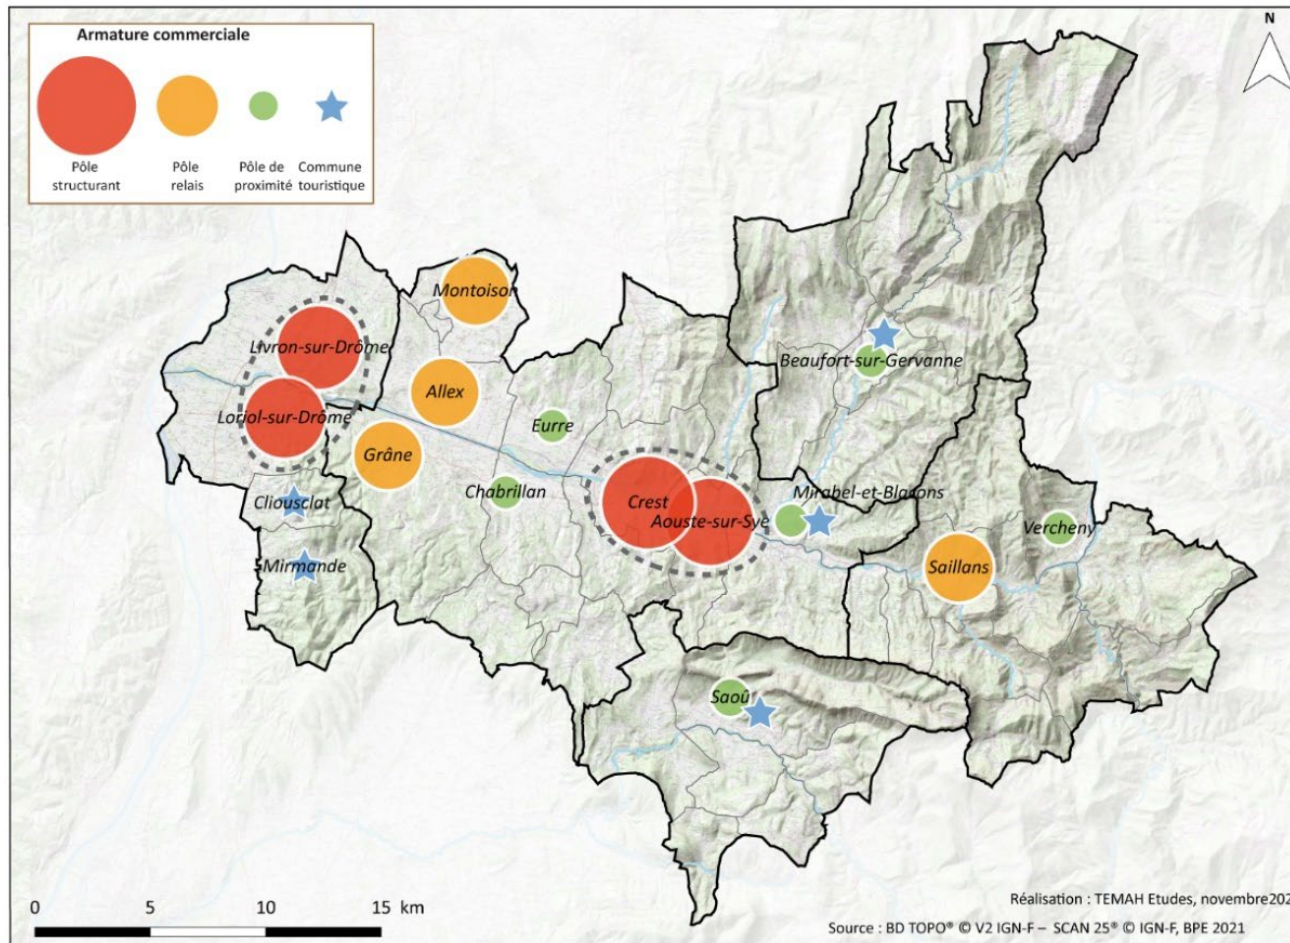 Armature commerciale
Pôle structurant
Pôle relais
Pôle de proximité
Commune touristique
N
Montoison
Livron-sur-Drôme
Beaufort-sur-Gervanne
Allex
Loriol-sur-Drôme
Eurre
Grâne
Chabrillan
Mirabel-et-Blacons
Cliousclat
Crest
Aouste-sur-Sye
Vercheny
Mirmande
Saillans
Saoû
0 5 10 15 km
Réalisation : TEMAH Etudes, novembre202
Source : BD TOPO® © V2 IGN-F – SCAN 25® © IGN-F, BPE 2021